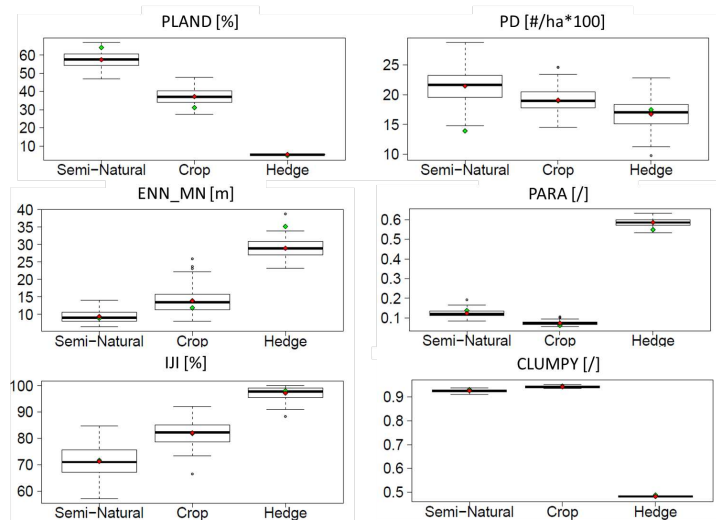 PLAND [%]
60
50
40
30
20
10
Semi−Natural Crop Hedge
PD [#/ha*100]
25
20
15
10
Semi−Natural Crop Hedge
ENN_MN [m]
40
35
30
25
20
15
10
Semi−Natural Crop Hedge
PARA [/]
0.6
0.5
0.4
0.3
0.2
0.1
Semi−Natural Crop Hedge
IJI [%]
100
90
80
70
60
Semi−Natural Crop Hedge
CLUMPY [/]
0.9
0.8
0.7
0.6
0.5
Semi−Natural Crop Hedge